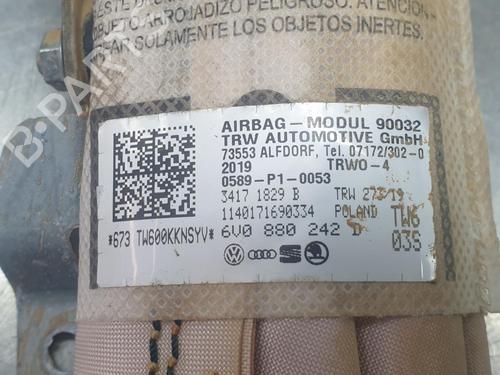 OBJETO ARROJADIZO PELIGROSO. ATENCION -
SOLAMENTE LOS OBJETOS INERTES.
B-PARTS
AIRBAG - MODUL 90032
TRW AUTOMOTIVE GmbH
73553 ALFDORF, Tel. 07172/302-0
2019 TRWO-4
0589-P1-0053
3417 1829 B TRW 273/19
1140171690334 POLAND TW6
*673 TW600KKNSYV* 6V0 880 242 D 03S